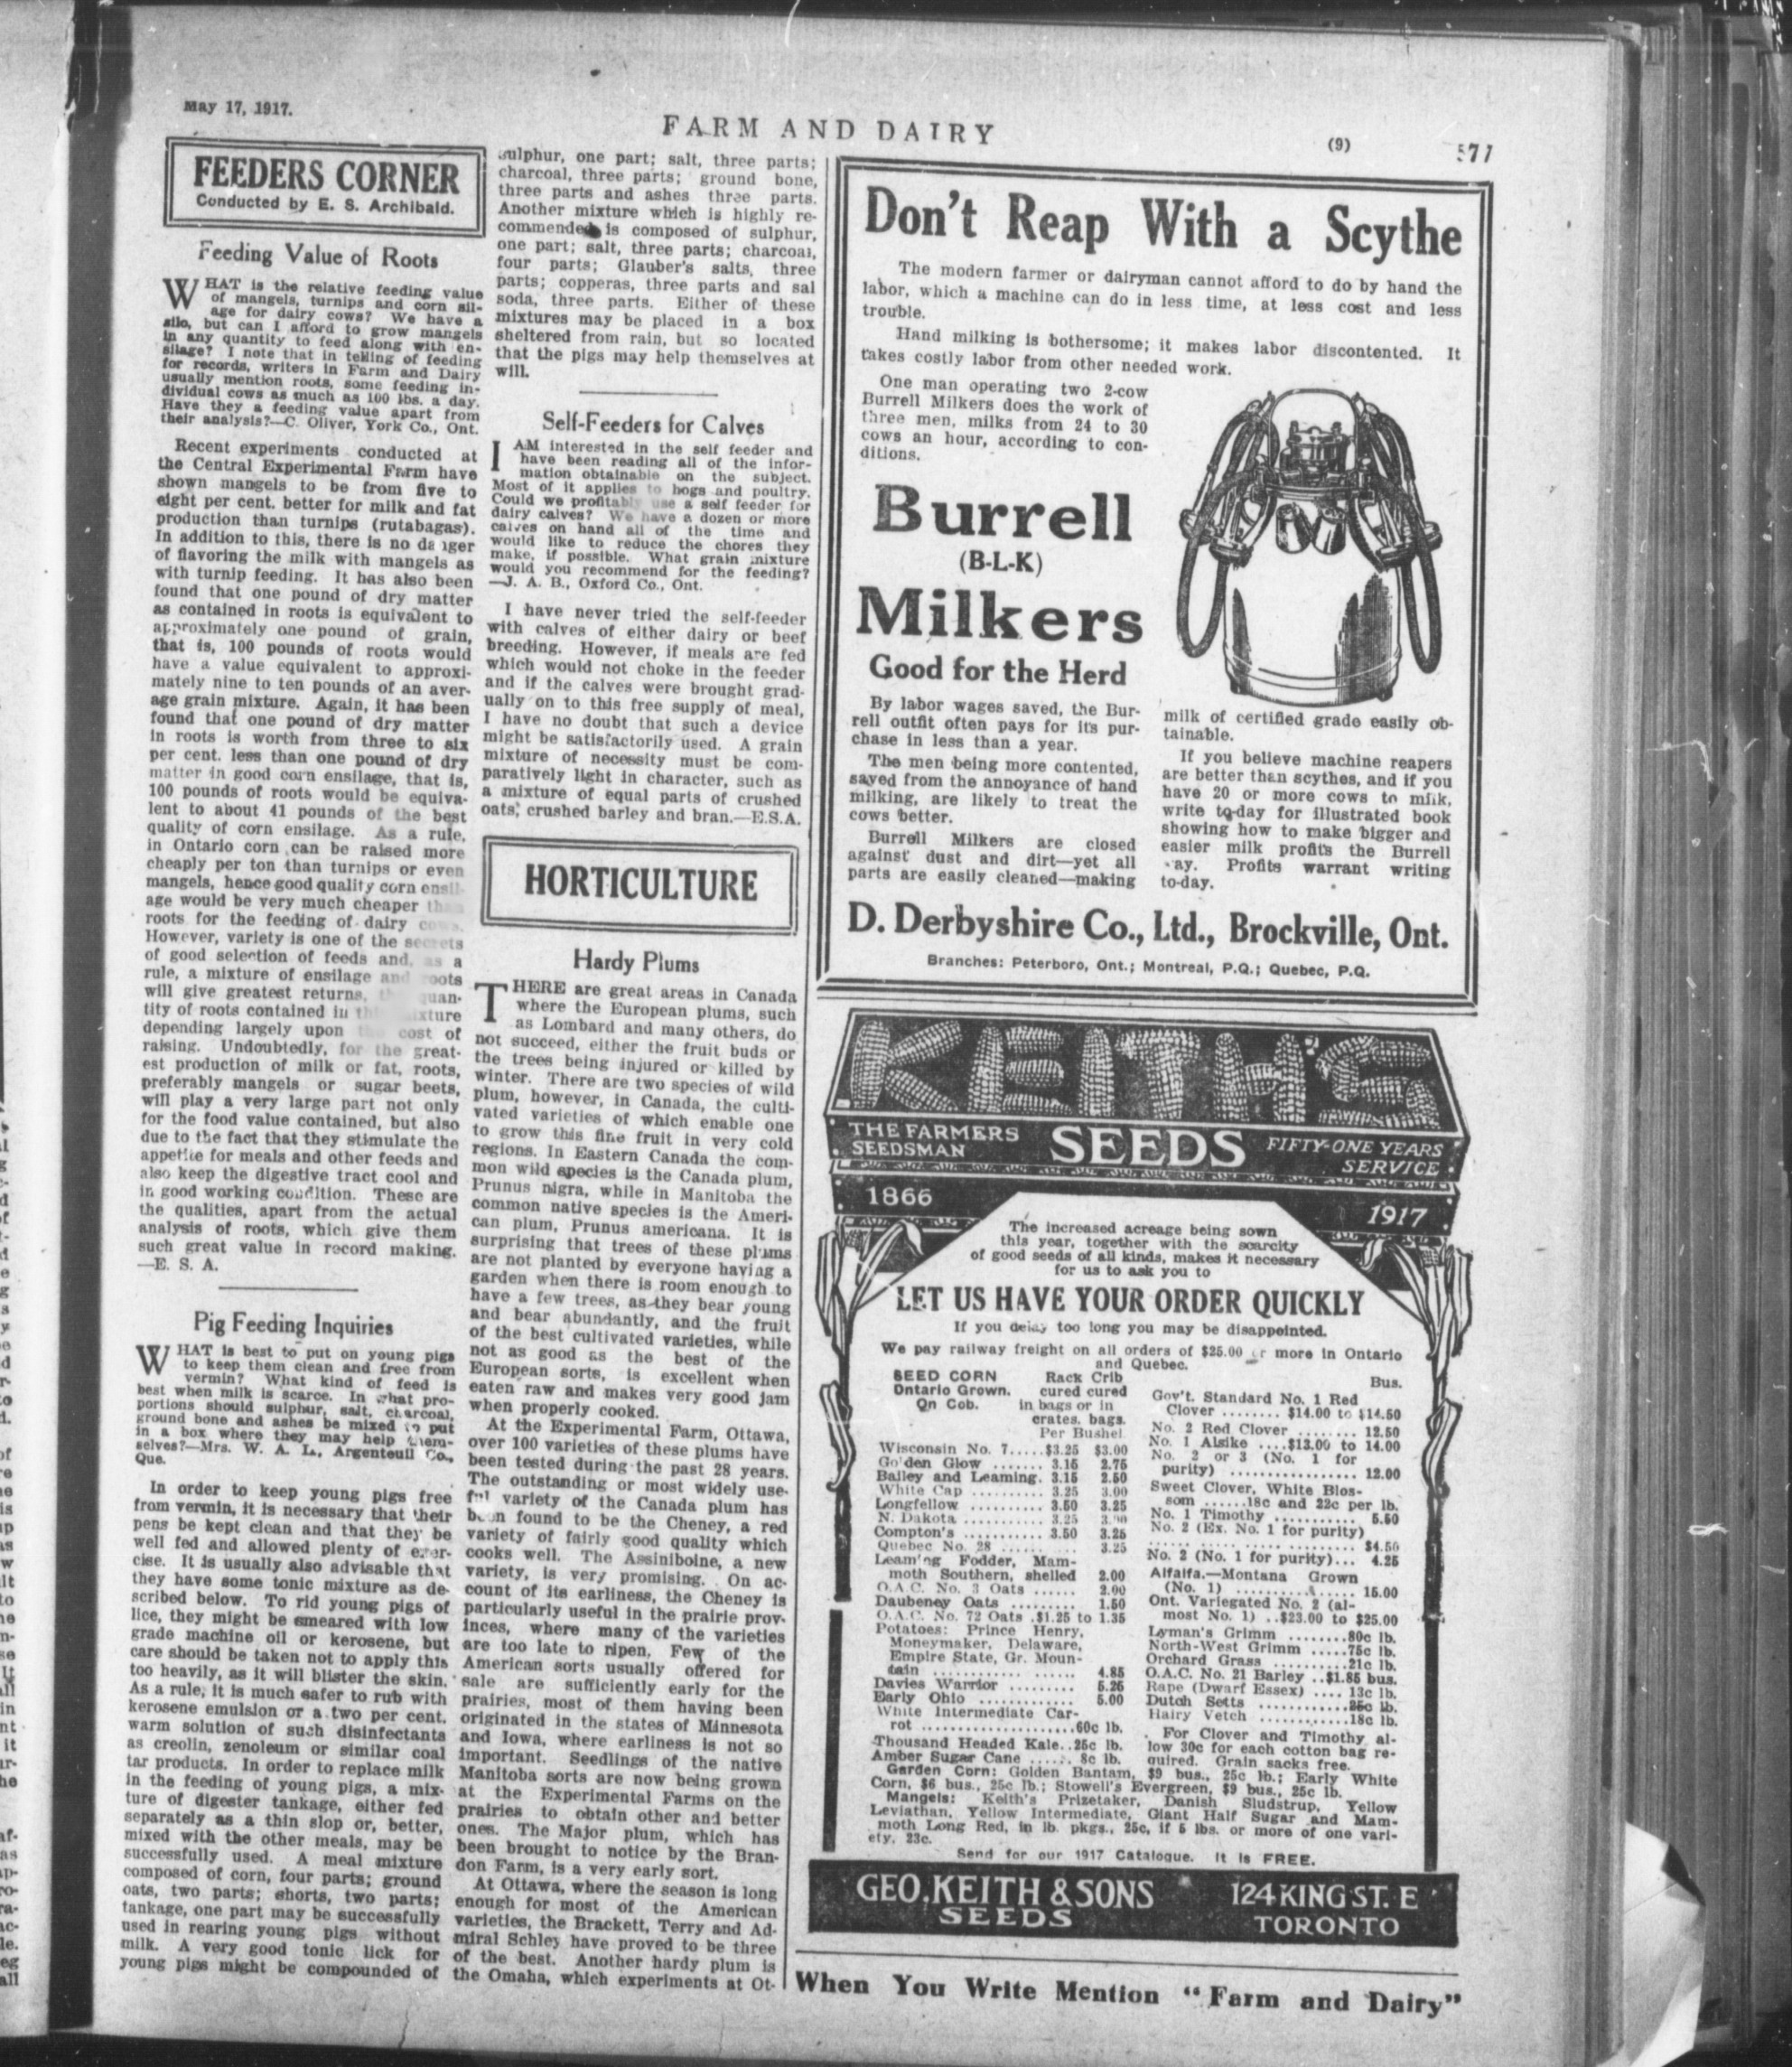 May 17, 1917.
FARM AND DAIRY
(9)
571
FEEDERS CORNER
Conducted by E. S. Archibald.
Feeding Value of Roots
WHAT is the relative feeding value
of mangels, turnips and corn sil-
age for dairy cows? We have a
silo, but can I afford to grow mangels
in any quantity to feed along with en-
silage? I note that in telling of feeding
for records, writers in Farm and Dairy
usually mention roots, some feeding in-
dividual cows as much as 100 lbs. a day.
Have they a feeding value apart from
their analysis?—C. Oliver, York Co., Ont.
Recent experiments conducted at
the Central Experimental Farm have
shown mangels to be from five to
eight per cent. better for milk and fat
production than turnips (rutabagas).
In addition to this, there is no danger
of flavoring the milk with mangels as
with turnip feeding. It has also been
found that one pound of dry matter
as contained in roots is equivalent to
approximately one pound of grain,
that is, 100 pounds of roots would
have a value equivalent to approxi-
mately nine to ten pounds of an aver-
age grain mixture. Again, it has been
found that one pound of dry matter
in roots is worth from three to six
per cent. less than one pound of dry
matter in good corn ensilage, that is,
100 pounds of roots would be equiva-
lent to about 41 pounds of the best
quality of corn ensilage. As a rule,
in Ontario corn can be raised more
cheaply per ton than turnips or even
mangels, hence good quality corn ensil-
age would be very much cheaper than
roots for the feeding of dairy cows.
However, variety is one of the secrets
of good selection of feeds and, as a
rule, a mixture of ensilage and roots
will give greatest returns, the quan-
tity of roots contained in this mixture
depending largely upon the cost of
raising. Undoubtedly, for the great-
est production of milk or fat, roots,
preferably mangels or sugar beets,
will play a very large part not only
for the food value contained, but also
due to the fact that they stimulate the
appetite for meals and other feeds and
also keep the digestive tract cool and
in good working condition. These are
the qualities, apart from the actual
analysis of roots, which give them
such great value in record making.
—E. S. A.
Pig Feeding Inquiries
WHAT is best to put on young pigs
to keep them clean and free from
vermin? What kind of feed is
best when milk is scarce. In what pro-
portions should sulphur, salt, charcoal,
ground bone and ashes be mixed to put
in a box where they may help them-
selves?—Mrs. W. A. L., Argenteuil Co.,
Que.
In order to keep young pigs free
from vermin, it is necessary that their
pens be kept clean and that they be
well fed and allowed plenty of exer-
cise. It is usually also advisable that
they have some tonic mixture as de-
scribed below. To rid young pigs of
lice, they might be smeared with low
grade machine oil or kerosene, but
care should be taken not to apply this
too heavily, as it will blister the skin.
As a rule, it is much safer to rub with
kerosene emulsion or a two per cent.
warm solution of such disinfectants
as creolin, zenoleum or similar coal
tar products. In order to replace milk
in the feeding of young pigs, a mix-
ture of digester tankage, either fed
separately as a thin slop or, better,
mixed with the other meals, may be
successfully used. A meal mixture
composed of corn, four parts; ground
oats, two parts; shorts, two parts;
tankage, one part may be successfully
used in rearing young pigs without
milk. A very good tonic lick for
young pigs might be compounded of
sulphur, one part; salt, three parts;
charcoal, three parts; ground bone,
three parts and ashes three parts.
Another mixture which is highly re-
commended is composed of sulphur,
one part; salt, three parts; charcoal,
four parts; Glauber's salts, three
parts; copperas, three parts and sal
soda, three parts. Either of these
mixtures may be placed in a box
sheltered from rain, but so located
that the pigs may help themselves at
will.
Self-Feeders for Calves
I AM interested in the self feeder and
have been reading all of the infor-
mation obtainable on the subject.
Most of it applies to hogs and poultry.
Could we profitably use a self feeder for
dairy calves? We have a dozen or more
calves on hand all of the time and
would like to reduce the chores they
make, if possible. What grain mixture
would you recommend for the feeding?
—J. A. B., Oxford Co., Ont.
I have never tried the self-feeder
with calves of either dairy or beef
breeding. However, if meals are fed
which would not choke in the feeder
and if the calves were brought grad-
ually on to this free supply of meal,
I have no doubt that such a device
might be satisfactorily used. A grain
mixture of necessity must be com-
paratively light in character, such as
a mixture of equal parts of crushed
oats, crushed barley and bran.—E.S.A.
HORTICULTURE
Hardy Plums
THERE are great areas in Canada
where the European plums, such
as Lombard and many others, do
not succeed, either the fruit buds or
the trees being injured or killed by
winter. There are two species of wild
plum, however, in Canada, the culti-
vated varieties of which enable one
to grow this fine fruit in very cold
regions. In Eastern Canada the com-
mon wild species is the Canada plum,
Prunus nigra, while in Manitoba the
common native species is the Ameri-
can plum, Prunus americana. It is
surprising that trees of these plums
are not planted by everyone having a
garden when there is room enough to
have a few trees, as they bear young
and bear abundantly, and the fruit
of the best cultivated varieties, while
not as good as the best of the
European sorts, is excellent when
eaten raw and makes very good jam
when properly cooked.
At the Experimental Farm, Ottawa,
over 100 varieties of these plums have
been tested during the past 28 years.
The outstanding or most widely use-
ful variety of the Canada plum has
been found to be the Cheney, a red
variety of fairly good quality which
cooks well. The Assiniboine, a new
variety, is very promising. On ac-
count of its earliness, the Cheney is
particularly useful in the prairie prov-
inces, where many of the varieties
are too late to ripen. Few of the
American sorts usually offered for
sale are sufficiently early for the
prairies, most of them having been
originated in the states of Minnesota
and Iowa, where earliness is not so
important. Seedlings of the native
Manitoba sorts are now being grown
at the Experimental Farms on the
prairies to obtain other and better
ones. The Major plum, which has
been brought to notice by the Bran-
don Farm, is a very early sort.
At Ottawa, where the season is long
enough for most of the American
varieties, the Brackett, Terry and Ad-
miral Schley have proved to be three
of the best. Another hardy plum is
the Omaha, which experiments at Ot-
Don't Reap With a Scythe
The modern farmer or dairyman cannot afford to do by hand the
labor, which a machine can do in less time, at less cost and less
trouble.
Hand milking is bothersome; it makes labor discontented. It
takes costly labor from other needed work.
One man operating two 2-cow
Burrell Milkers does the work of
three men, milks from 24 to 30
cows an hour, according to con-
ditions.
Burrell
(B-L-K)
Milkers
Good for the Herd
By labor wages saved, the Bur-
rell outfit often pays for its pur-
chase in less than a year.
The men being more contented,
saved from the annoyance of hand
milking, are likely to treat the
cows better.
Burrell Milkers are closed
against dust and dirt—yet all
parts are easily cleaned—making
milk of certified grade easily ob-
tainable.
If you believe machine reapers
are better than scythes, and if you
have 20 or more cows to milk,
write to-day for illustrated book
showing how to make bigger and
easier milk profits the Burrell
way. Profits warrant writing
to-day.
D. Derbyshire Co., Ltd., Brockville, Ont.
Branches: Peterboro, Ont.; Montreal, P.Q.; Quebec, P.Q.
KEITH'S
THE FARMERS SEEDSMAN
SEEDS
FIFTY-ONE YEARS SERVICE
1866
1917
The increased acreage being sown
this year, together with the scarcity
of good seeds of all kinds, makes it necessary
for us to ask you to
LET US HAVE YOUR ORDER QUICKLY
If you delay too long you may be disappointed.
We pay railway freight on all orders of $25.00 or more in Ontario
and Quebec.
SEED CORN Rack Crib
Ontario Grown. cured cured
On Cob. in bags or in
crates. bags.
Per Bushel
Wisconsin No. 7.....$3.25 $3.00
Golden Glow ....... 3.15 2.75
Bailey and Leaming. 3.15 2.50
White Cap .......... 3.25 3.00
Longfellow .......... 3.50 3.25
N. Dakota ........... 3.25 3.00
Compton's ........... 3.50 3.25
Quebec No. 28 ....... 3.25
Leaming Fodder, Mam-
moth Southern, shelled 2.00
O.A.C. No. 3 Oats ...... 2.00
Daubeney Oats ......... 1.50
O.A.C. No. 72 Oats .$1.25 to 1.35
Potatoes: Prince Henry,
Moneymaker, Delaware,
Empire State, Gr. Moun-
tain .................. 4.85
Davies Warrior ......... 5.25
Early Ohio ............. 5.00
White Intermediate Car-
rot .....................60c lb.
Thousand Headed Kale..25c lb.
Amber Sugar Cane ...... 8c lb.
Bus.
Gov't. Standard No. 1 Red
Clover ........ $14.00 to $14.50
No. 2 Red Clover ........ 12.50
No. 1 Alsike ....$13.00 to 14.00
No. 2 or 3 (No. 1 for
purity) ................. 12.00
Sweet Clover, White Blos-
som ......18c and 22c per lb.
No. 1 Timothy ........... 5.50
No. 2 (Ex. No. 1 for purity)
........................ $4.50
No. 2 (No. 1 for purity)... 4.25
Alfalfa.—Montana Grown
(No. 1) ................ 15.00
Ont. Variegated No. 2 (al-
most No. 1) ..$23.00 to $25.00
Lyman's Grimm ........80c lb.
North-West Grimm .....75c lb.
Orchard Grass ..........21c lb.
O.A.C. No. 21 Barley ..$1.85 bus.
Rape (Dwarf Essex) .... 13c lb.
Dutch Setts ............35c lb.
Hairy Vetch ............18c lb.
For Clover and Timothy al-
low 30c for each cotton bag re-
quired. Grain sacks free.
Garden Corn: Golden Bantam, $9 bus., 25c lb.; Early White
Corn, $6 bus., 25c lb.; Stowell's Evergreen, $9 bus., 25c lb.
Mangels: Keith's Prizetaker, Danish Sludstrup, Yellow
Leviathan, Yellow Intermediate, Giant Half Sugar and Mam-
moth Long Red, in lb. pkgs., 25c, if 5 lbs. or more of one vari-
ety, 23c.
Send for our 1917 Catalogue. It is FREE.
GEO. KEITH & SONS
SEEDS
124 KING ST. E
TORONTO
When You Write Mention "Farm and Dairy"